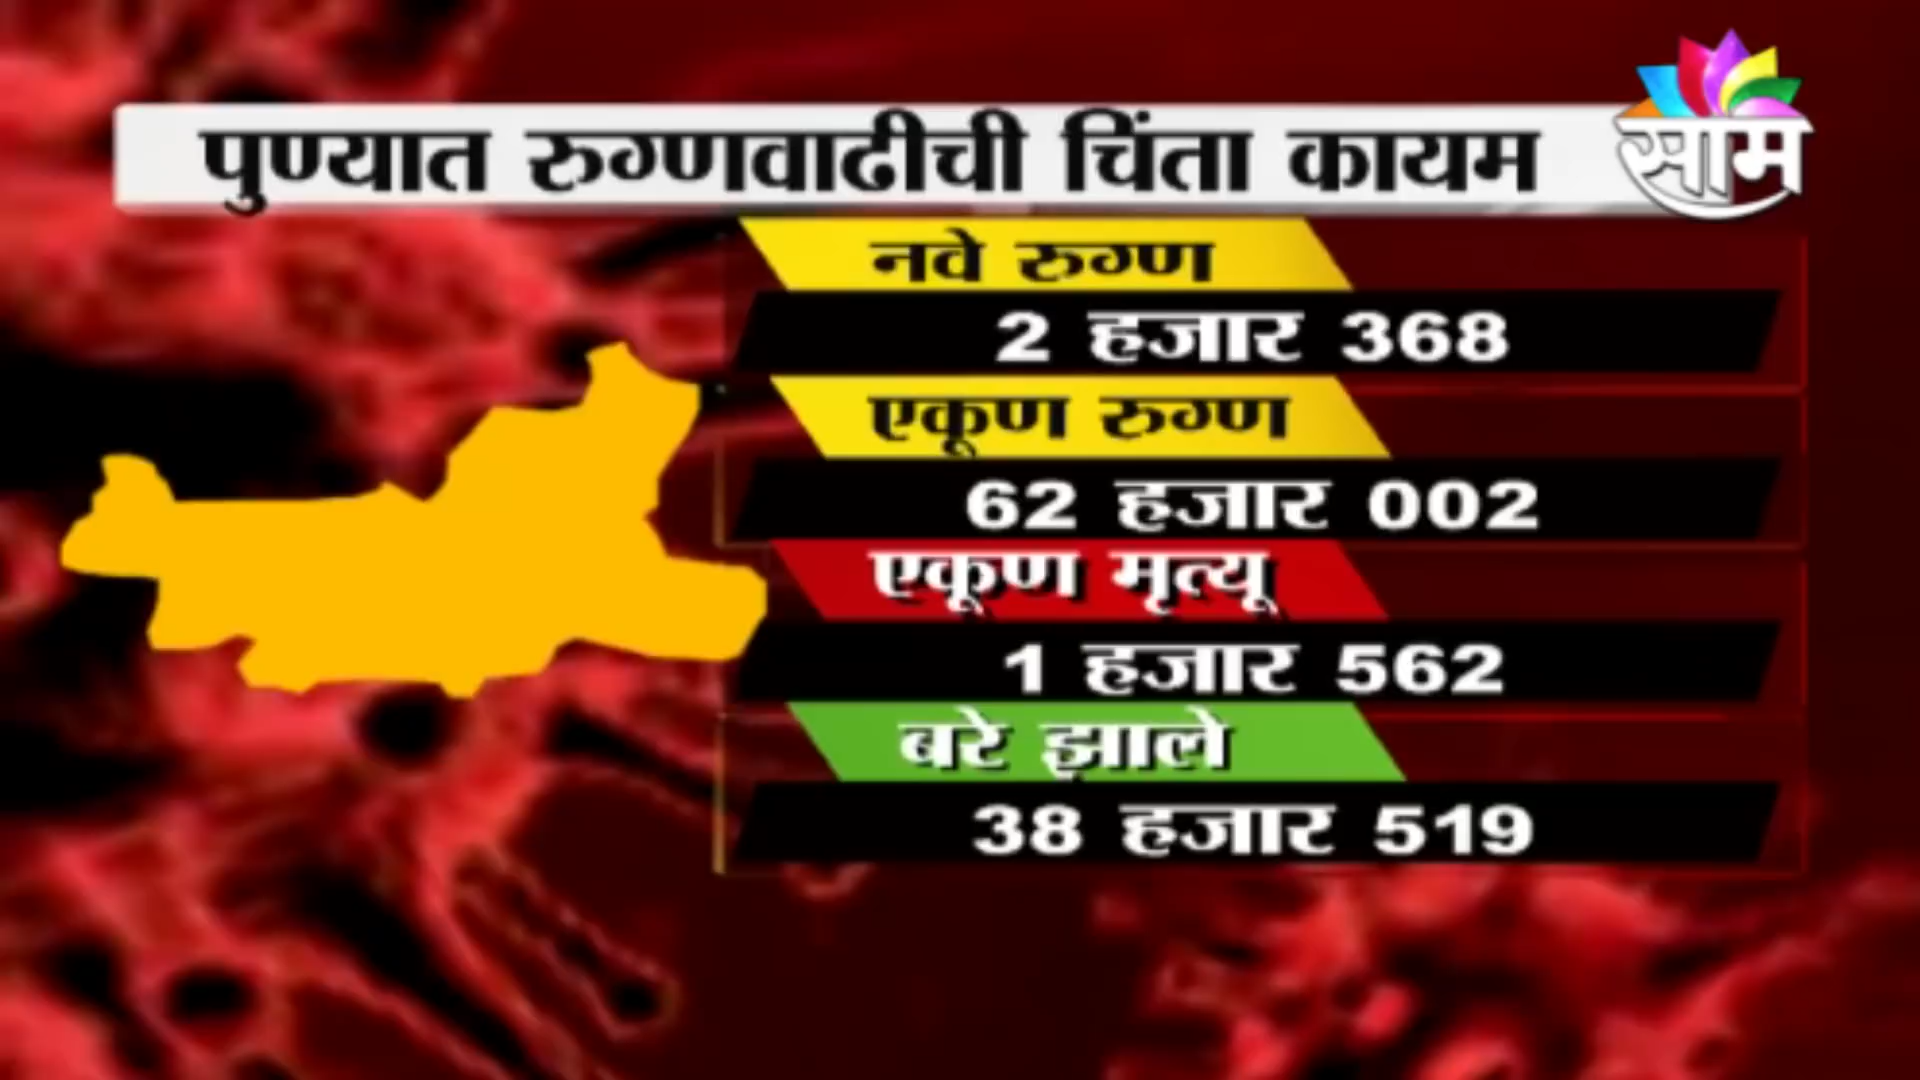 पुण्यात रुग्णवाढीची चिंता कायम
साम
नवे रुग्ण
2 हजार 368
एकूण रुग्ण
62 हजार 002
एकूण मृत्यू
1 हजार 562
बरे झाले
38 हजार 519